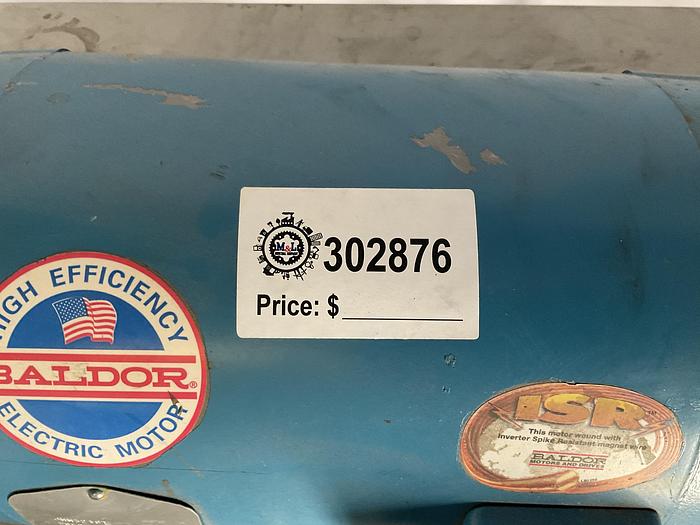 M&L
302876
Price: $
HIGH EFFICIENCY
BALDOR®
ELECTRIC MOTOR
ISR™
This motor wound with
Inverter Spike Resistant magnet wire
BALDOR
MOTORS AND DRIVES